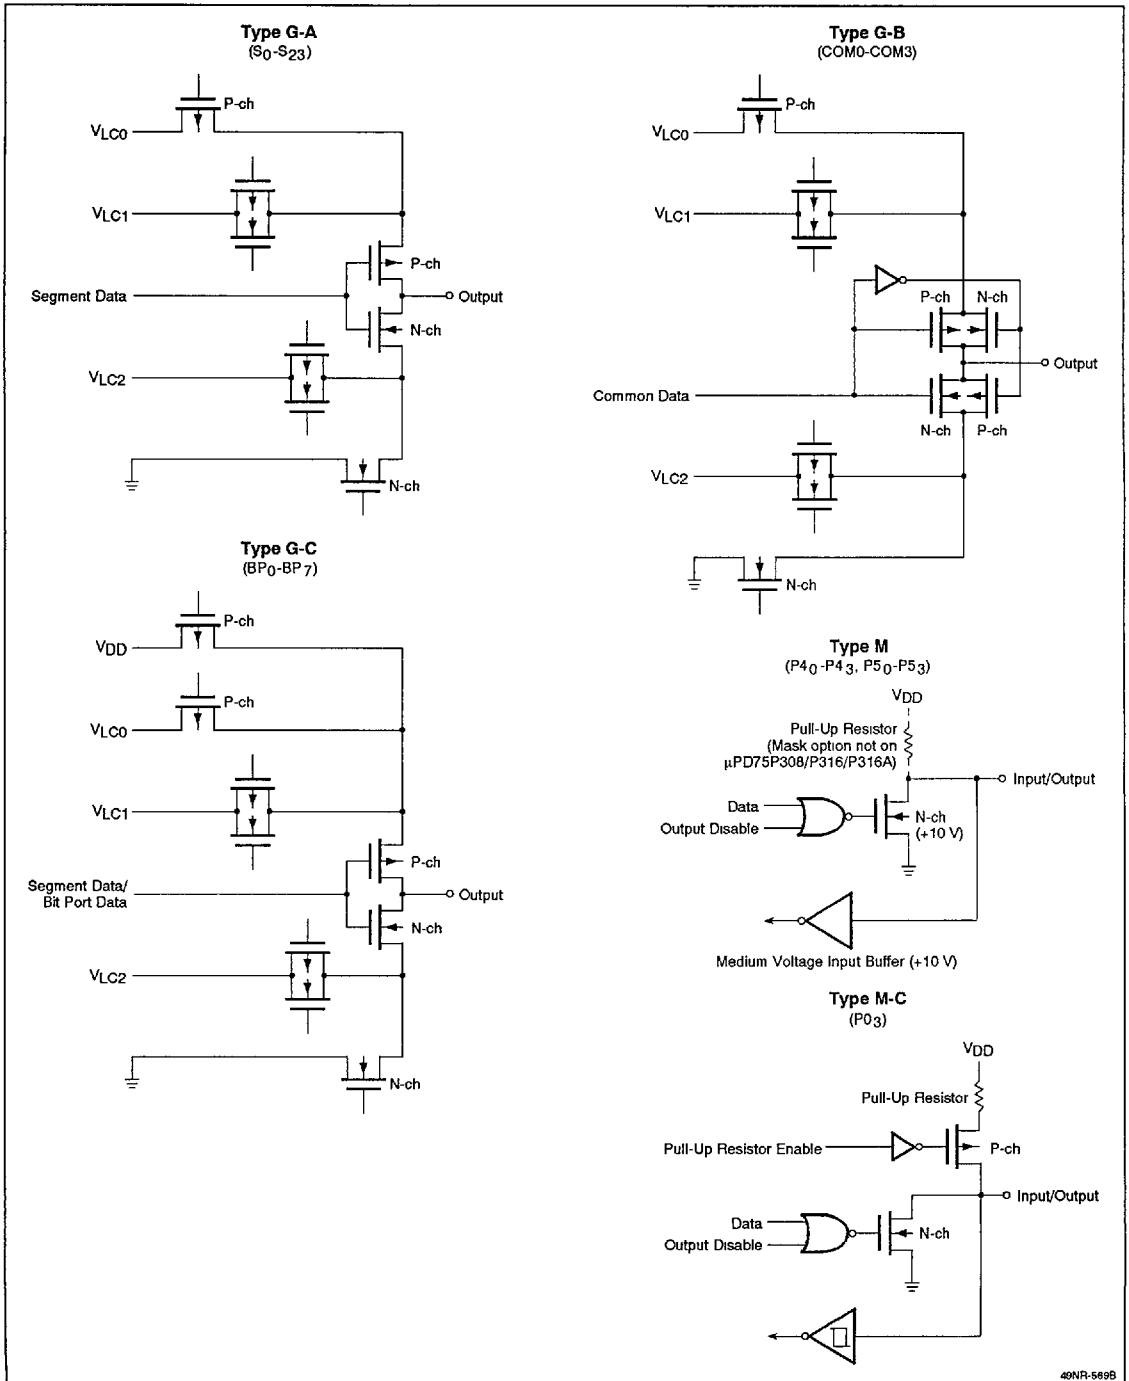 Type G-A
(S0-S23)
P-ch
VLC0
VLC1
P-ch
Segment Data
Output
N-ch
VLC2
N-ch
Type G-B
(COM0-COM3)
P-ch
VLC0
VLC1
P-ch
N-ch
Output
Common Data
N-ch
P-ch
VLC2
N-ch
Type G-C
(BP0-BP7)
P-ch
VDD
P-ch
VLC0
VLC1
P-ch
Segment Data/
Bit Port Data
Output
N-ch
VLC2
N-ch
Type M
(P40-P43, P50-P53)
VDD
Pull-Up Resistor
(Mask option not on
µPD75P308/P316/P316A)
Input/Output
Data
Output Disable
N-ch
(+10 V)
Medium Voltage Input Buffer (+10 V)
Type M-C
(P03)
VDD
Pull-Up Resistor
Pull-Up Resistor Enable
P-ch
Input/Output
Data
Output Disable
N-ch
49NR-569B